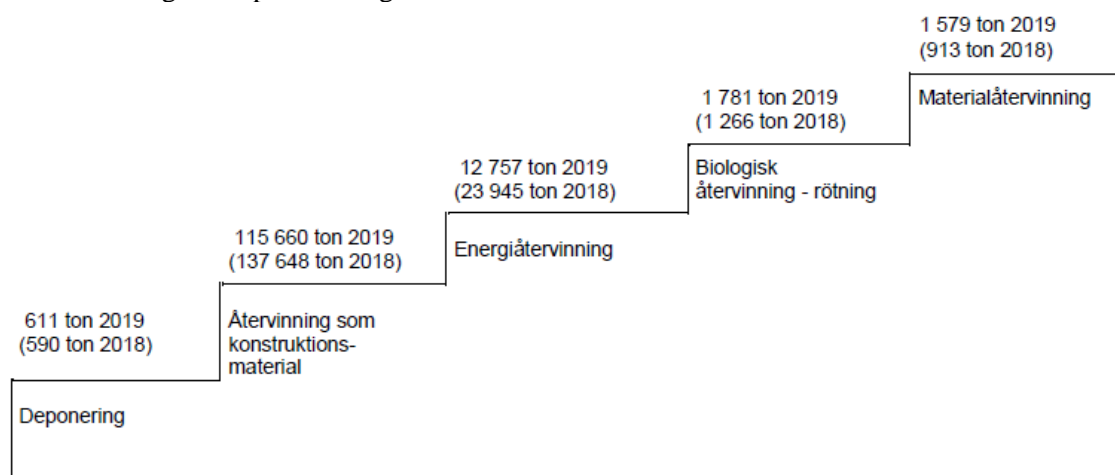 1 579 ton 2019
(913 ton 2018)
Materialåtervinning
1 781 ton 2019
(1 266 ton 2018)
Biologisk
återvinning - rötning
12 757 ton 2019
(23 945 ton 2018)
Energiåtervinning
115 660 ton 2019
(137 648 ton 2018)
Återvinning som
konstruktions-
material
611 ton 2019
(590 ton 2018)
Deponering